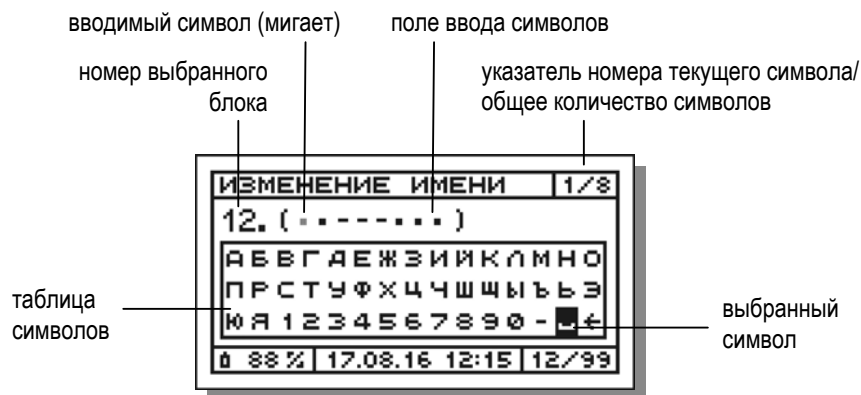 вводимый символ (мигает)
поле ввода символов
номер выбранного
блока
указатель номера текущего символа/
общее количество символов
ИЗМЕНЕНИЕ ИМЕНИ 1/8
12. (▪▪---▪▪▪)
АБВГДЕЖЗИЙКЛМНО
ПРСТУФХЦЧШЩЫЪЬЭ
ЮЯ1234567890-␣←
88% 17.08.16 12:15 12/99
таблица
символов
выбранный
символ